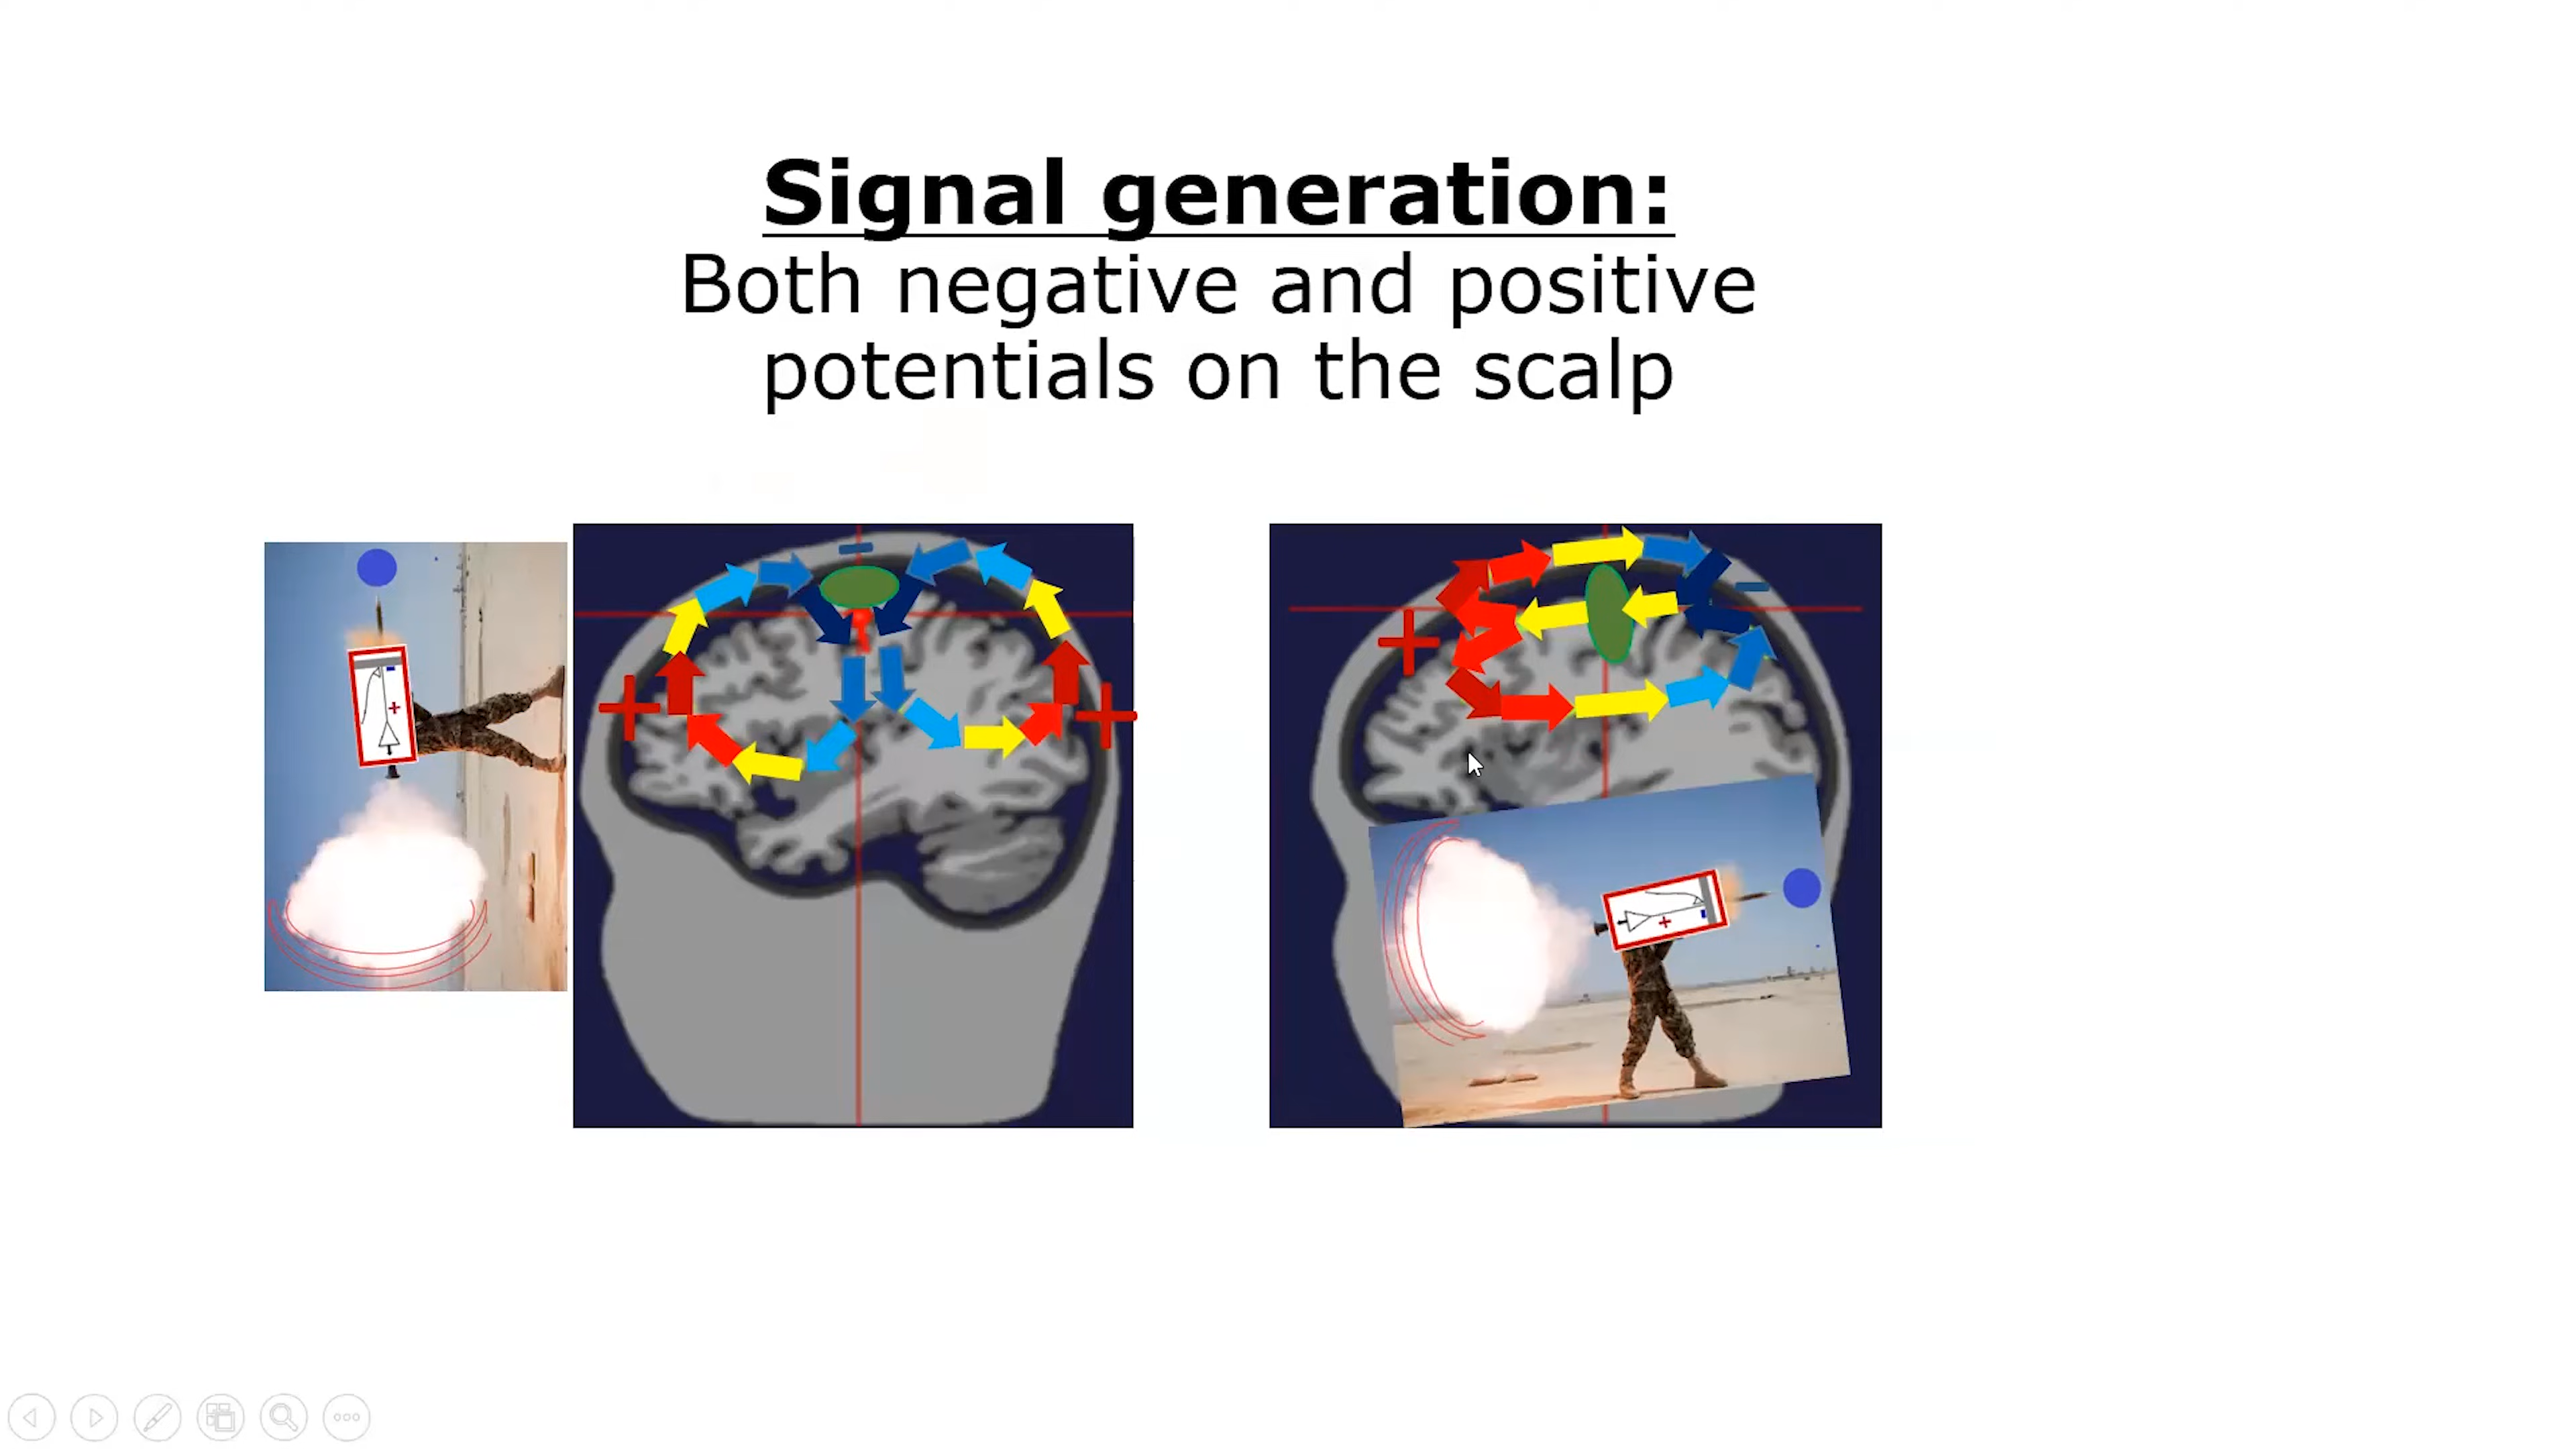 Signal generation:
Both negative and positive
potentials on the scalp